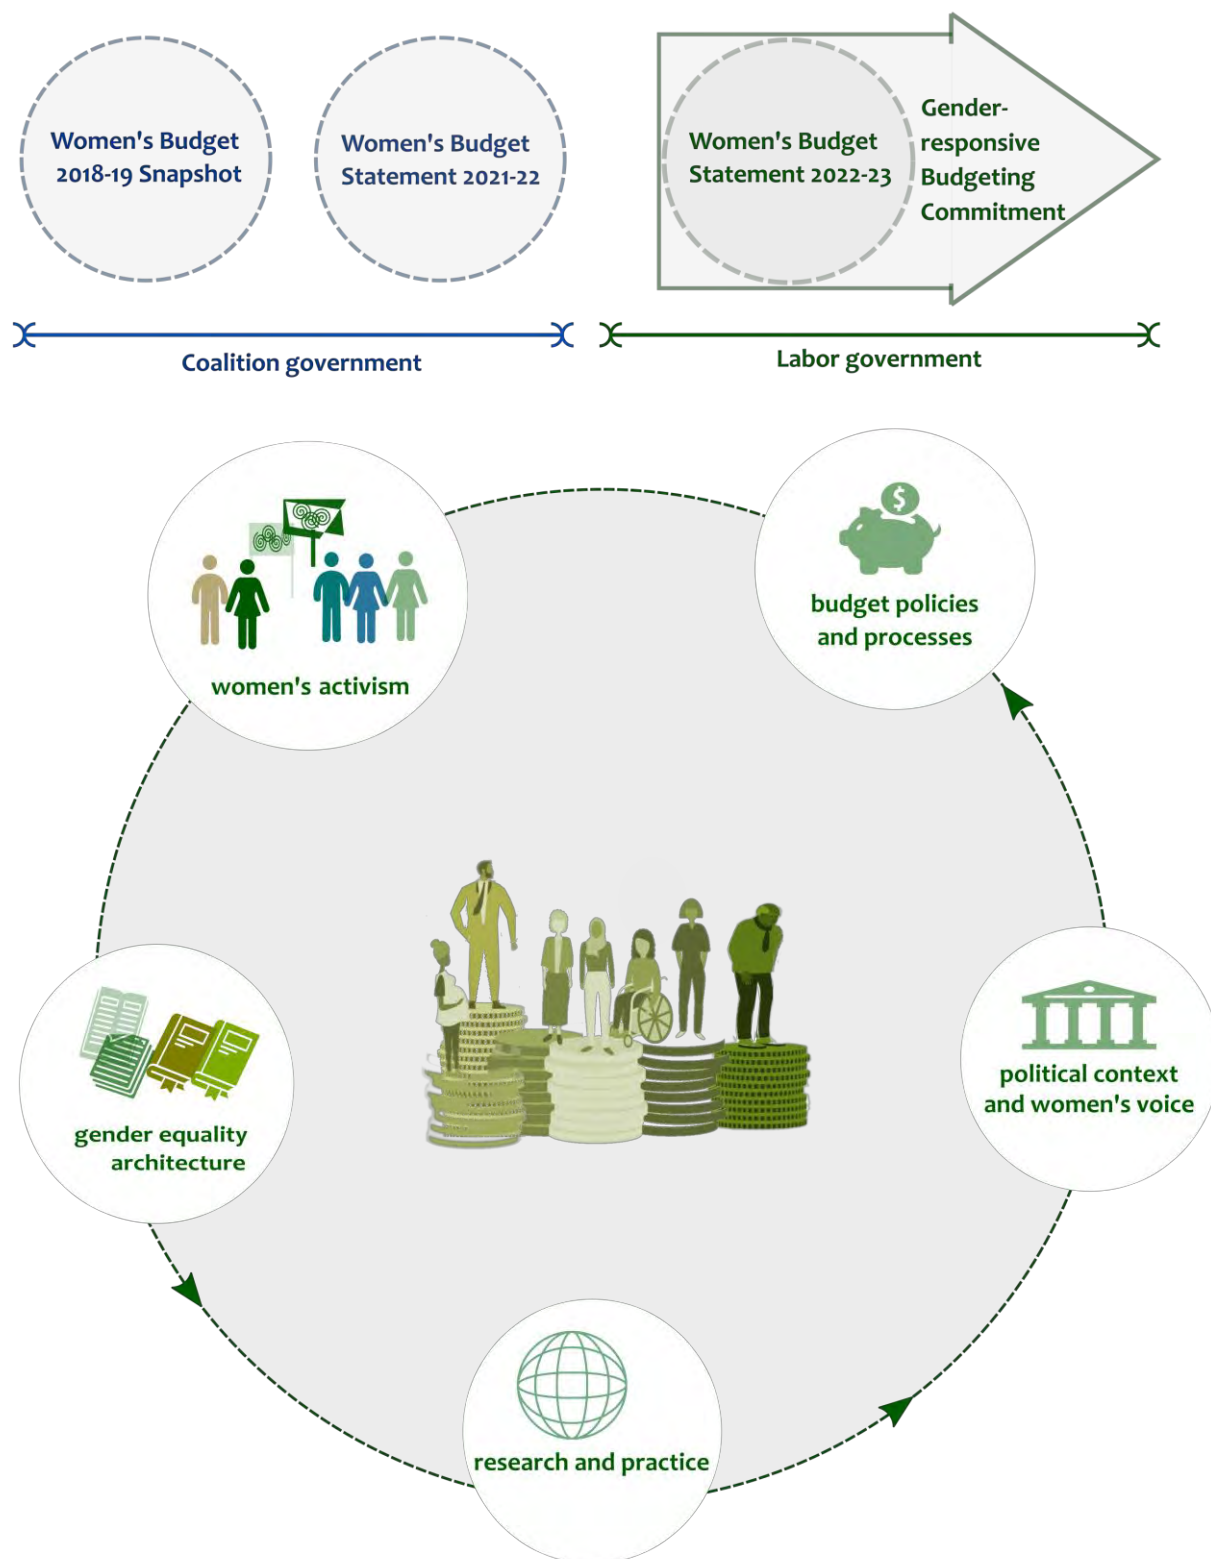 Women's Budget
2018-19 Snapshot
Women's Budget
Statement 2021-22
Women's Budget
Statement 2022-23
Gender-
responsive
Budgeting
Commitment
Coalition government
Labor government
women's activism
$
budget policies
and processes
gender equality
architecture
political context
and women's voice
research and practice